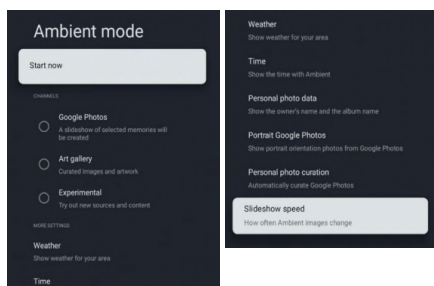 Ambient mode
Start now
CHANNELS
Google Photos
A slideshow of selected memories will
be created
Art gallery
Curated images and artwork
Experimental
Try out new sources and content
MORE SETTINGS
Weather
Show weather for your area
Time
Weather
Show weather for your area
Time
Show the time with Ambient
Personal photo data
Show the owner's name and the album name
Portrait Google Photos
Show portrait orientation photos from Google Photos
Personal photo curation
Automatically curate Google Photos
Slideshow speed
How often Ambient images change